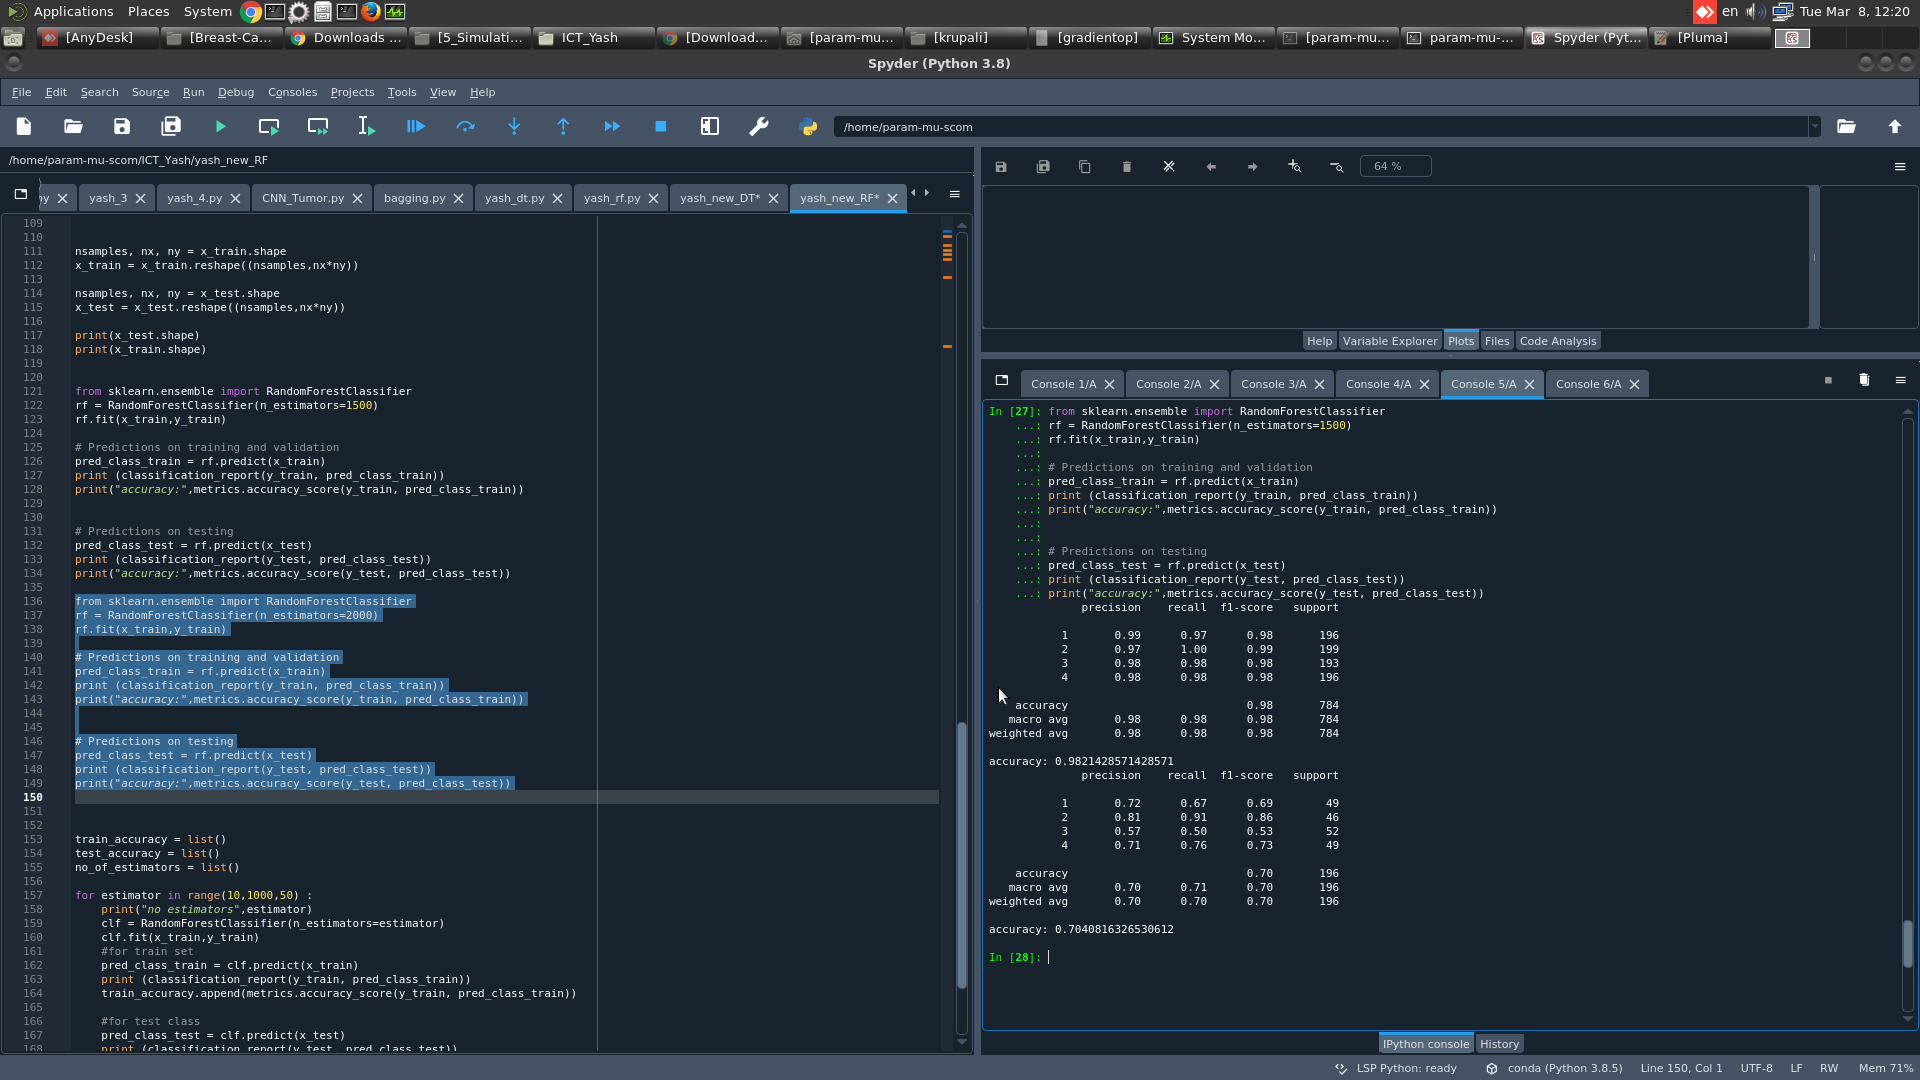 Applications Places System en Tue Mar 8, 12:20
[AnyDesk] [Breast-Ca... Downloads ... [5_Simulati... ICT_Yash [Download... [param-mu... [krupali] [gradientop] System Mo... [param-mu... param-mu-... Spyder (Pyt... [Pluma]
Spyder (Python 3.8)
File Edit Search Source Run Debug Consoles Projects Tools View Help
/home/param-mu-scom
/home/param-mu-scom/ICT_Yash/yash_new_RF
64 %
yash_3 yash_4.py CNN_Tumor.py bagging.py yash_dt.py yash_rf.py yash_new_DT* yash_new_RF*
109
110
111 nsamples, nx, ny = x_train.shape
112 x_train = x_train.reshape((nsamples,nx*ny))
113
114 nsamples, nx, ny = x_test.shape
115 x_test = x_test.reshape((nsamples,nx*ny))
116
117 print(x_test.shape)
118 print(x_train.shape)
119
120
121 from sklearn.ensemble import RandomForestClassifier
122 rf = RandomForestClassifier(n_estimators=1500)
123 rf.fit(x_train,y_train)
124
125 # Predictions on training and validation
126 pred_class_train = rf.predict(x_train)
127 print (classification_report(y_train, pred_class_train))
128 print("accuracy:",metrics.accuracy_score(y_train, pred_class_train))
129
130
131 # Predictions on testing
132 pred_class_test = rf.predict(x_test)
133 print (classification_report(y_test, pred_class_test))
134 print("accuracy:",metrics.accuracy_score(y_test, pred_class_test))
135
136 from sklearn.ensemble import RandomForestClassifier
137 rf = RandomForestClassifier(n_estimators=2000)
138 rf.fit(x_train,y_train)
139
140 # Predictions on training and validation
141 pred_class_train = rf.predict(x_train)
142 print (classification_report(y_train, pred_class_train))
143 print("accuracy:",metrics.accuracy_score(y_train, pred_class_train))
144
145
146 # Predictions on testing
147 pred_class_test = rf.predict(x_test)
148 print (classification_report(y_test, pred_class_test))
149 print("accuracy:",metrics.accuracy_score(y_test, pred_class_test))
150
151
152
153 train_accuracy = list()
154 test_accuracy = list()
155 no_of_estimators = list()
156
157 for estimator in range(10,1000,50) :
158 print("no estimators",estimator)
159 clf = RandomForestClassifier(n_estimators=estimator)
160 clf.fit(x_train,y_train)
161 #for train set
162 pred_class_train = clf.predict(x_train)
163 print (classification_report(y_train, pred_class_train))
164 train_accuracy.append(metrics.accuracy_score(y_train, pred_class_train))
165
166 #for test class
167 pred_class_test = clf.predict(x_test)
168 print (classification_report(y_test, pred_class_test))
Help Variable Explorer Plots Files Code Analysis
Console 1/A Console 2/A Console 3/A Console 4/A Console 5/A Console 6/A
In [27]: from sklearn.ensemble import RandomForestClassifier
...: rf = RandomForestClassifier(n_estimators=1500)
...: rf.fit(x_train,y_train)
...:
...: # Predictions on training and validation
...: pred_class_train = rf.predict(x_train)
...: print (classification_report(y_train, pred_class_train))
...: print("accuracy:",metrics.accuracy_score(y_train, pred_class_train))
...:
...:
...: # Predictions on testing
...: pred_class_test = rf.predict(x_test)
...: print (classification_report(y_test, pred_class_test))
...: print("accuracy:",metrics.accuracy_score(y_test, pred_class_test))
precision recall f1-score support
1 0.99 0.97 0.98 196
2 0.97 1.00 0.99 199
3 0.98 0.98 0.98 193
4 0.98 0.98 0.98 196
accuracy 0.98 784
macro avg 0.98 0.98 0.98 784
weighted avg 0.98 0.98 0.98 784
accuracy: 0.9821428571428571
precision recall f1-score support
1 0.72 0.67 0.69 49
2 0.81 0.91 0.86 46
3 0.57 0.50 0.53 52
4 0.71 0.76 0.73 49
accuracy 0.70 196
macro avg 0.70 0.71 0.70 196
weighted avg 0.70 0.70 0.70 196
accuracy: 0.7040816326530612
In [28]:
IPython console History
LSP Python: ready conda (Python 3.8.5) Line 150, Col 1 UTF-8 LF RW Mem 71%